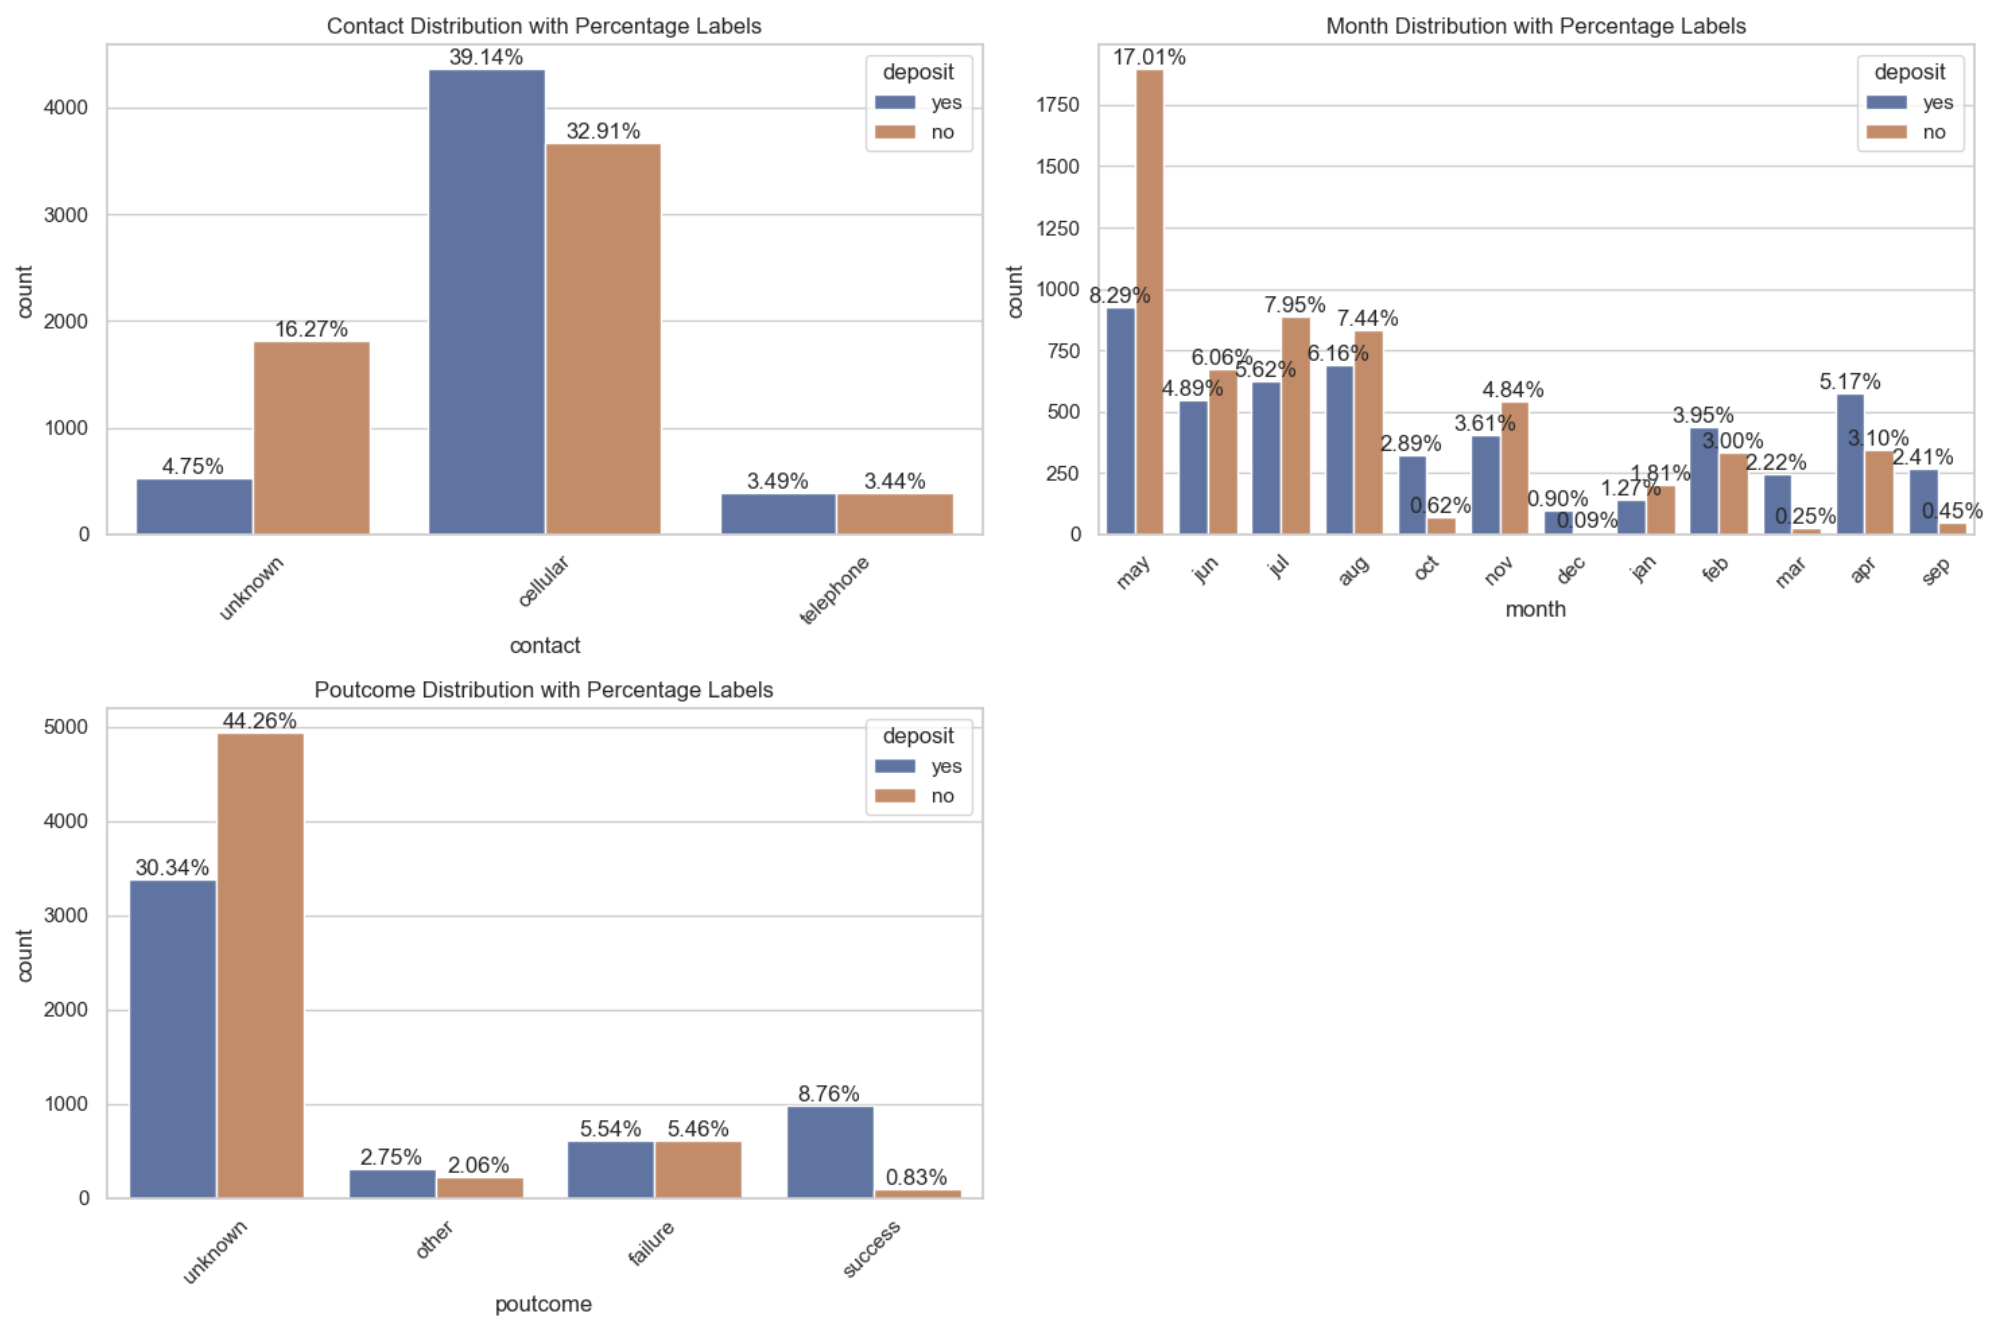 Contact Distribution with Percentage Labels
deposit
yes
no
39.14%
32.91%
16.27%
4.75%
3.49%
3.44%
4000
3000
2000
1000
0
count
unknown
cellular
telephone
contact
Month Distribution with Percentage Labels
deposit
yes
no
17.01%
8.29%
4.89%
6.06%
5.62%
7.95%
6.16%
7.44%
2.89%
0.62%
3.61%
4.84%
0.90%
0.09%
1.27%
1.81%
3.95%
3.00%
2.22%
0.25%
5.17%
3.10%
2.41%
0.45%
1750
1500
1250
1000
750
500
250
0
count
may
jun
jul
aug
oct
nov
dec
jan
feb
mar
apr
sep
month
Poutcome Distribution with Percentage Labels
deposit
yes
no
44.26%
30.34%
2.75%
2.06%
5.54%
5.46%
8.76%
0.83%
5000
4000
3000
2000
1000
0
count
unknown
other
failure
success
poutcome